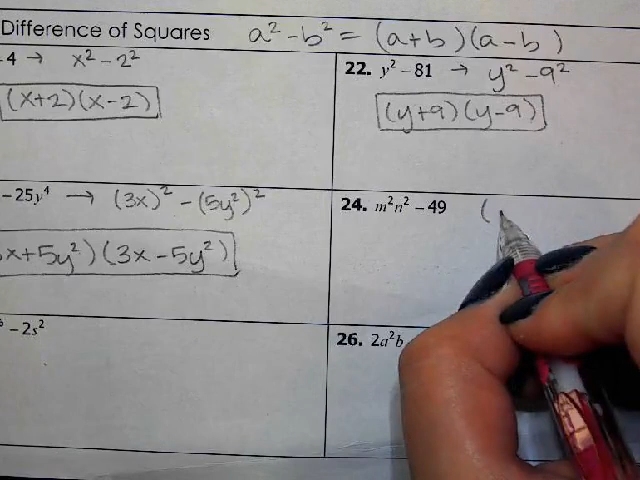 Difference of Squares a² - b² = (a+b)(a-b)
-4 → x² - 2²
(x+2)(x-2)
22. y² - 81 → y² - 9²
(y+9)(y-9)
-25y⁴ → (3x)² - (5y²)²
x+5y²)(3x-5y²)
24. m²n² - 49 (
- 2s²
26. 2a²b